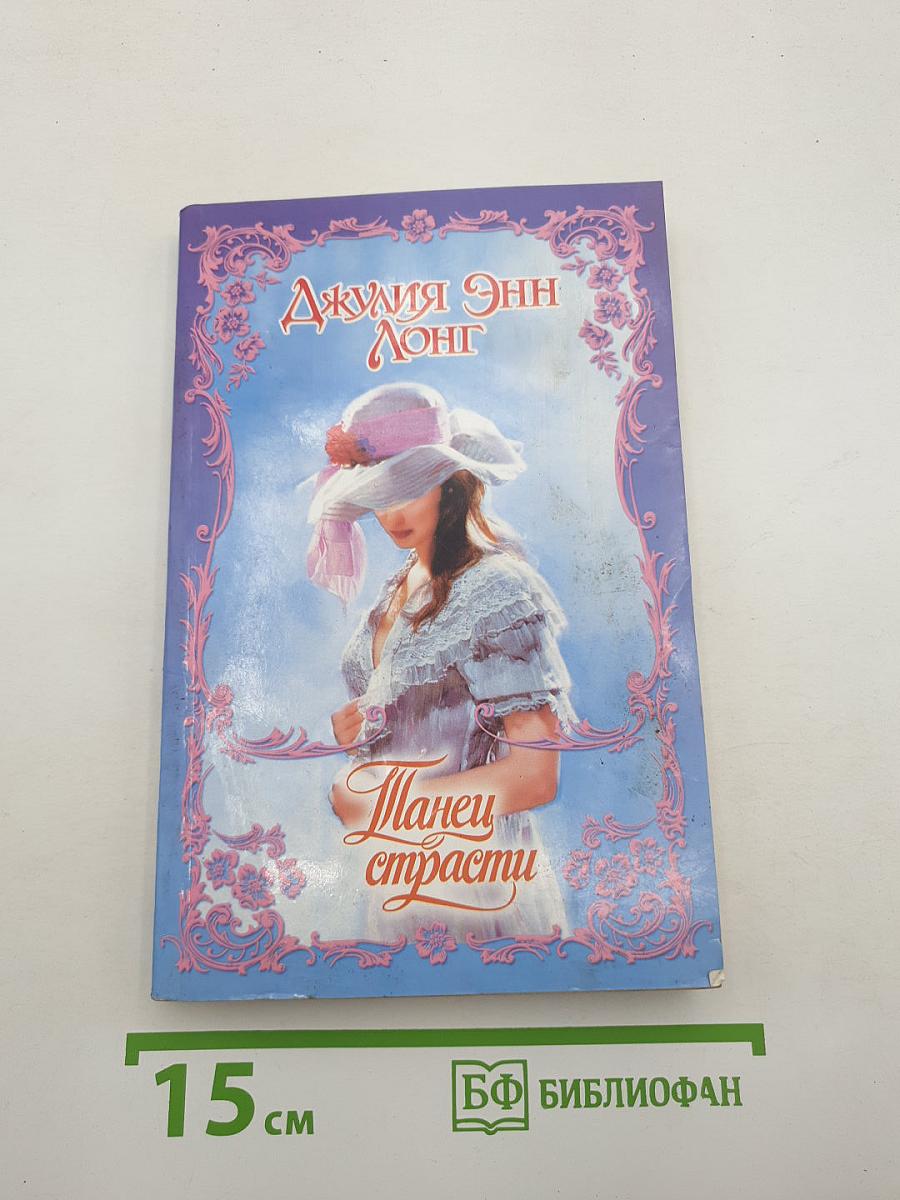 Джулия Энн
Лонг
Танец
страсти
15 см
БФ БИБЛИОФАН